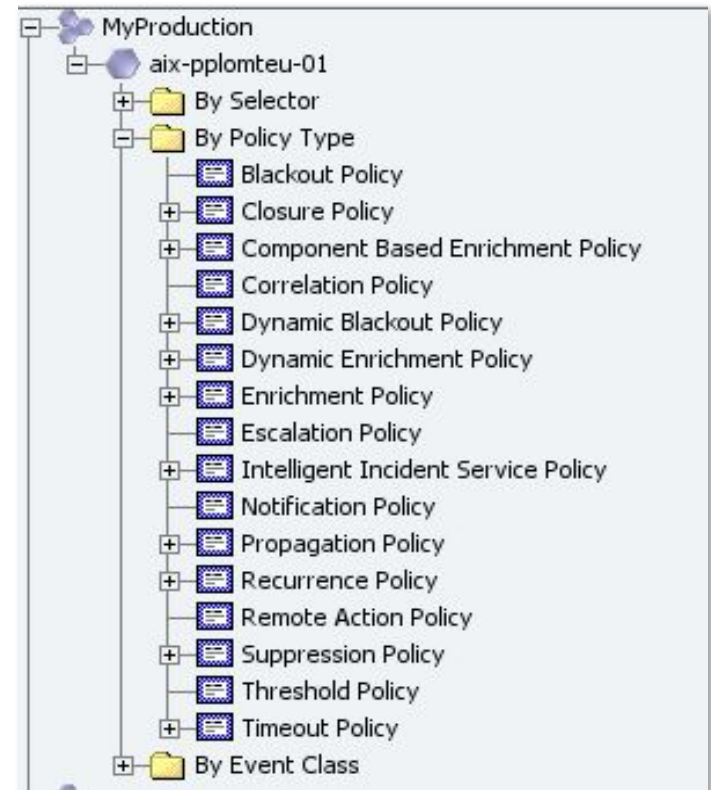 MyProduction
aix-pplomteu-01
By Selector
By Policy Type
Blackout Policy
Closure Policy
Component Based Enrichment Policy
Correlation Policy
Dynamic Blackout Policy
Dynamic Enrichment Policy
Enrichment Policy
Escalation Policy
Intelligent Incident Service Policy
Notification Policy
Propagation Policy
Recurrence Policy
Remote Action Policy
Suppression Policy
Threshold Policy
Timeout Policy
By Event Class